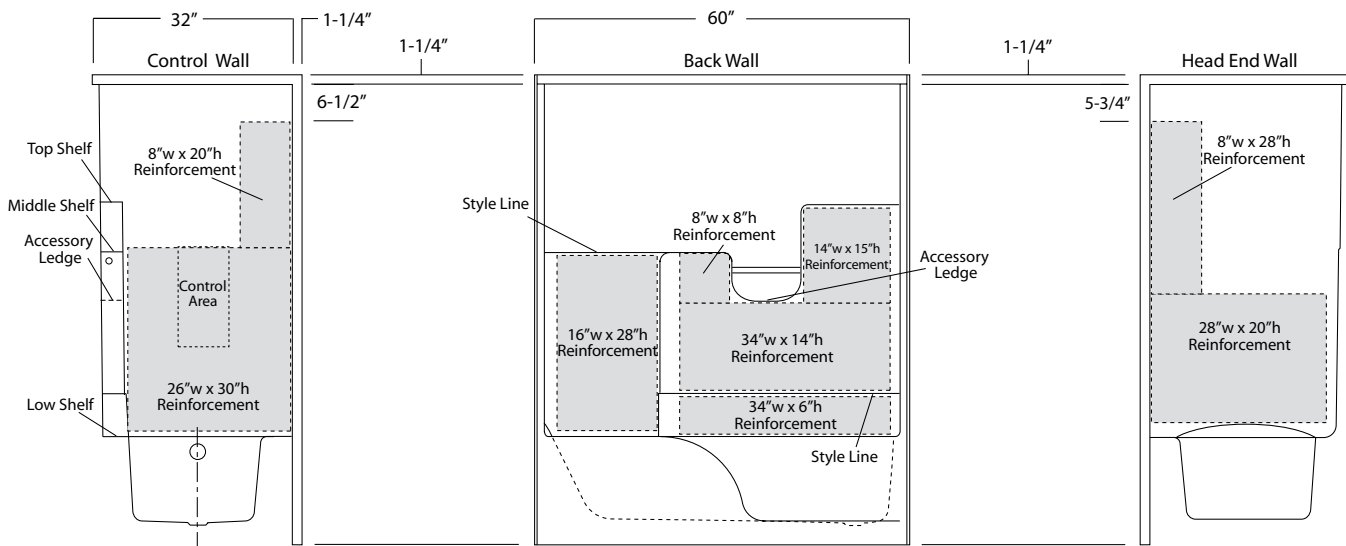 32”
1-1/4”
60”
1-1/4”
1-1/4”
Control Wall
Back Wall
Head End Wall
6-1/2”
5-3/4”
Top Shelf
8”w x 20”h
Reinforcement
8”w x 28”h
Reinforcement
Middle Shelf
Style Line
8”w x 8”h
Reinforcement
14”w x 15”h
Reinforcement
Accessory
Ledge
Accessory
Ledge
Control
Area
16”w x 28”h
Reinforcement
34”w x 14”h
Reinforcement
28”w x 20”h
Reinforcement
26”w x 30”h
Reinforcement
Low Shelf
34”w x 6”h
Reinforcement
Style Line